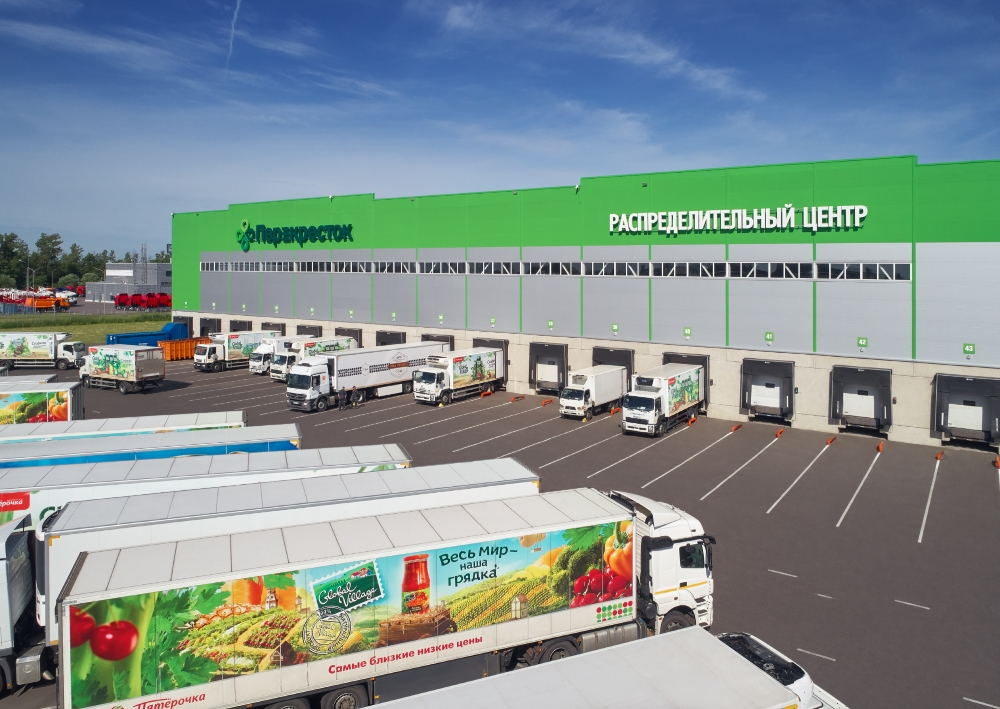 Перекресток
РАСПРЕДЕЛИТЕЛЬНЫЙ ЦЕНТР
41
42
43
Global
Village
Весь Мир–
наша
грядка
Самые близкие низкие цены
Пятёрочка